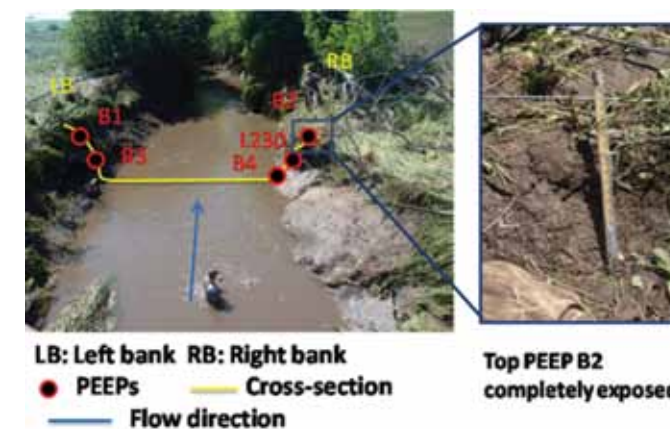 LB
RB
B1
B2
B3
L230
B4
LB: Left bank RB: Right bank
PEEPs
Cross-section
Flow direction
Top PEEP B2
completely exposed